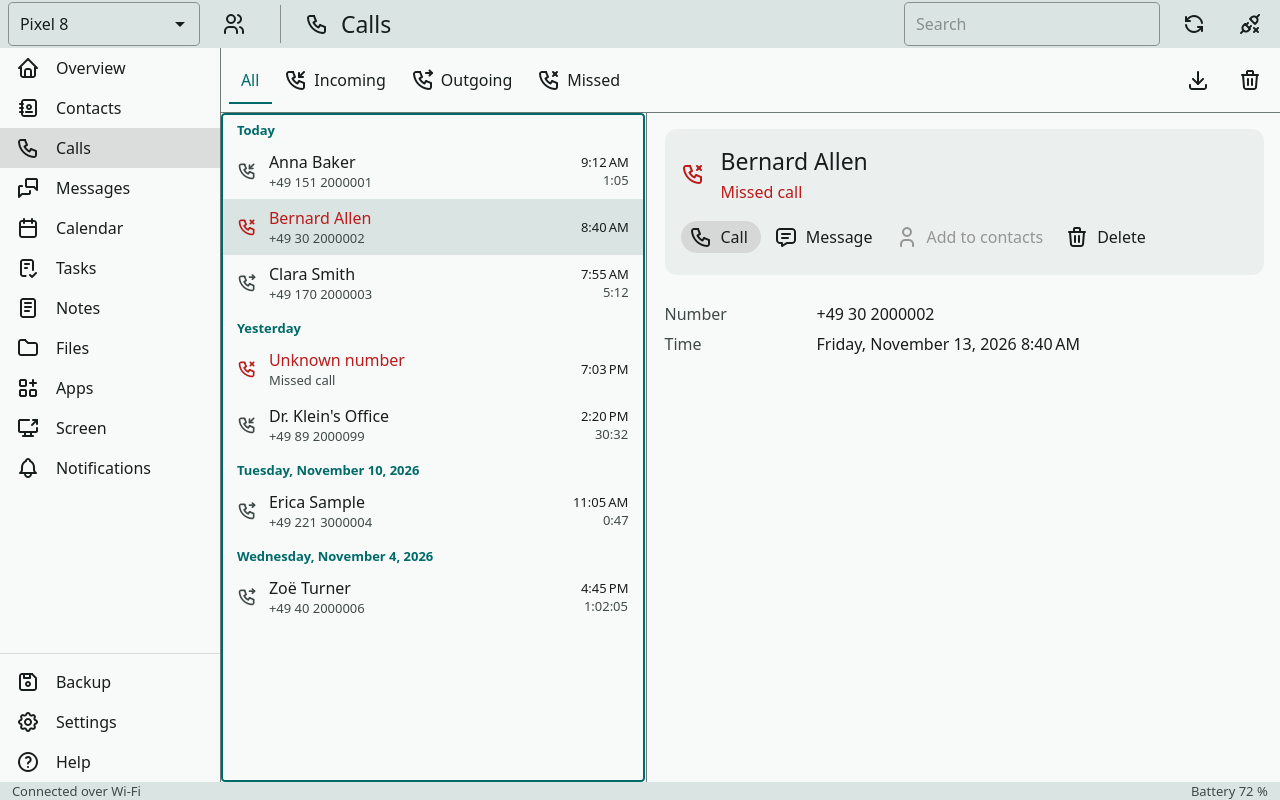 Pixel 8
Calls
Search
Overview
Contacts
Calls
Messages
Calendar
Tasks
Notes
Files
Apps
Screen
Notifications
Backup
Settings
Help
All
Incoming
Outgoing
Missed
Today
Anna Baker
9:12 AM
+49 151 2000001
1:05
Bernard Allen
+49 30 2000002
8:40 AM
Clara Smith
7:55 AM
+49 170 2000003
5:12
Yesterday
Unknown number
Missed call
7:03 PM
Dr. Klein's Office
2:20 PM
+49 89 2000099
30:32
Tuesday, November 10, 2026
Erica Sample
11:05 AM
+49 221 3000004
0:47
Wednesday, November 4, 2026
Zoë Turner
4:45 PM
+49 40 2000006
1:02:05
Bernard Allen
Missed call
Call
Message
Add to contacts
Delete
Number
+49 30 2000002
Time
Friday, November 13, 2026 8:40 AM
Connected over Wi-Fi
Battery 72 %